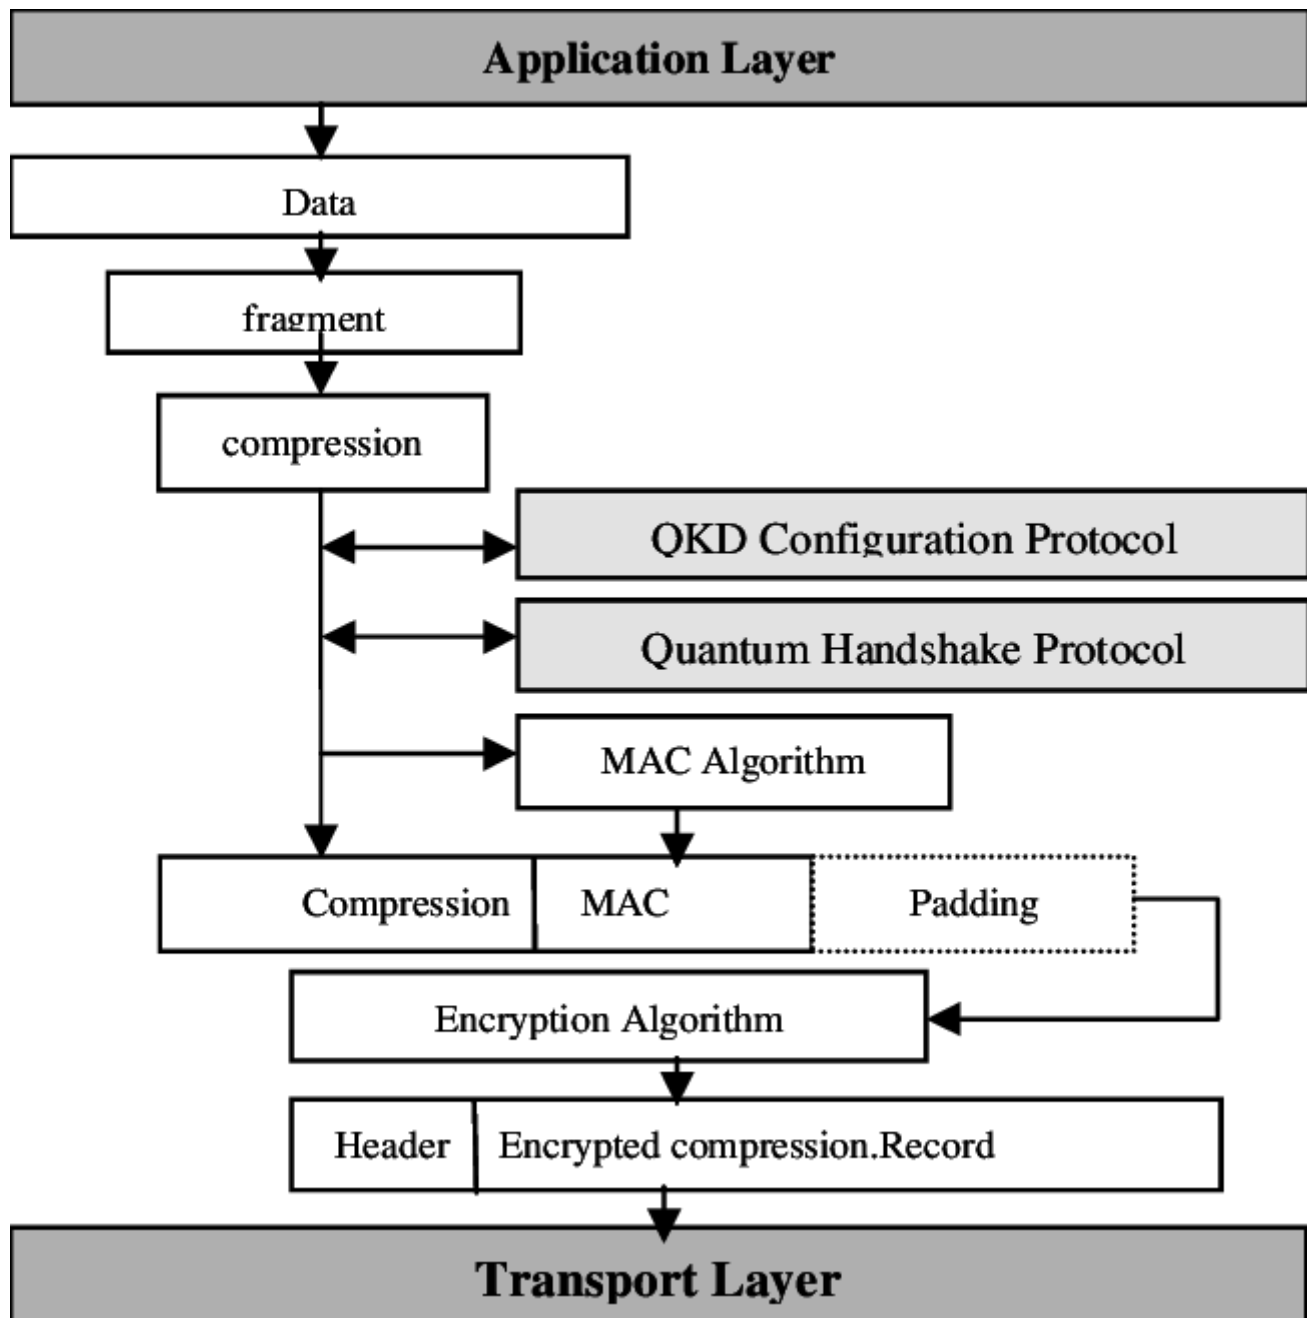 Application Layer
Data
fragment
compression
QKD Configuration Protocol
Quantum Handshake Protocol
MAC Algorithm
Compression MAC Padding
Encryption Algorithm
Header Encrypted compression.Record
Transport Layer